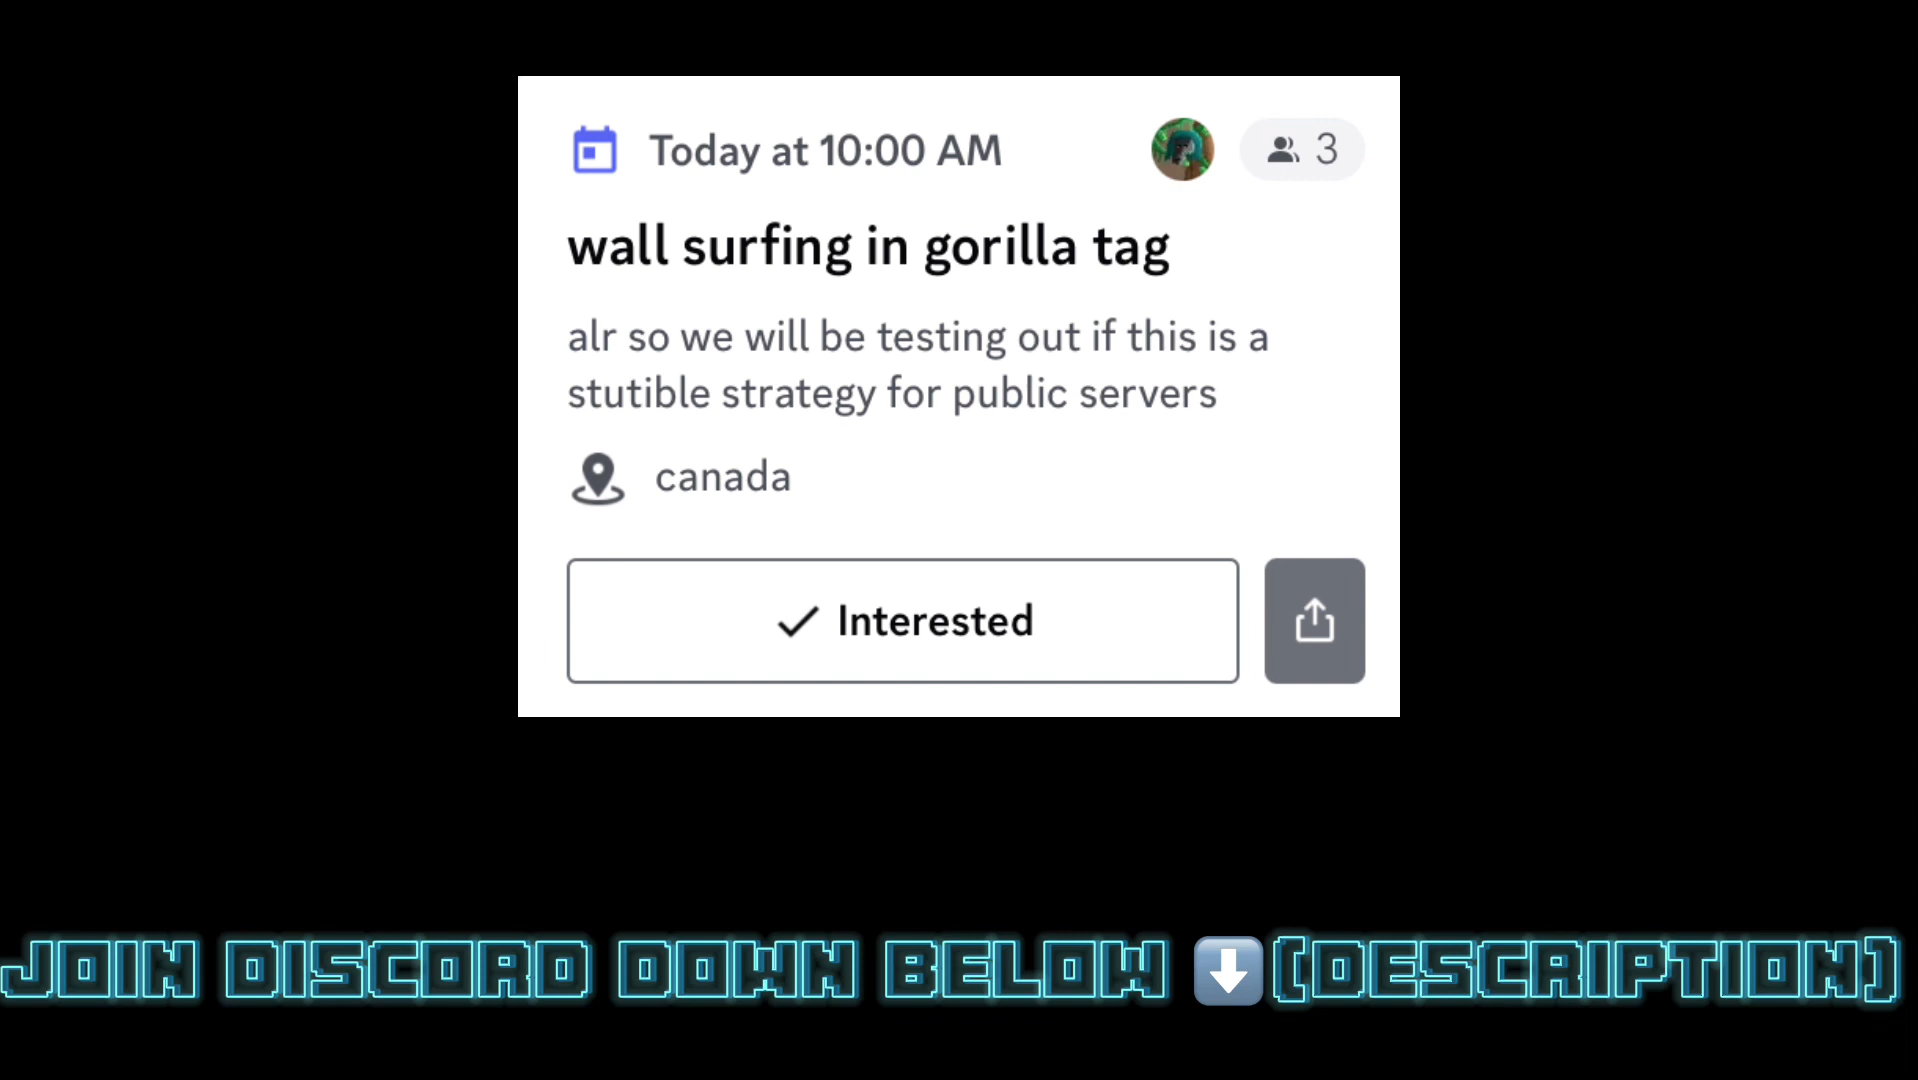 Today at 10:00 AM
3
wall surfing in gorilla tag
alr so we will be testing out if this is a
stutible strategy for public servers
canada
Interested
JOIN DISCORD DOWN BELOW ⬇️(DESCRIPTION)